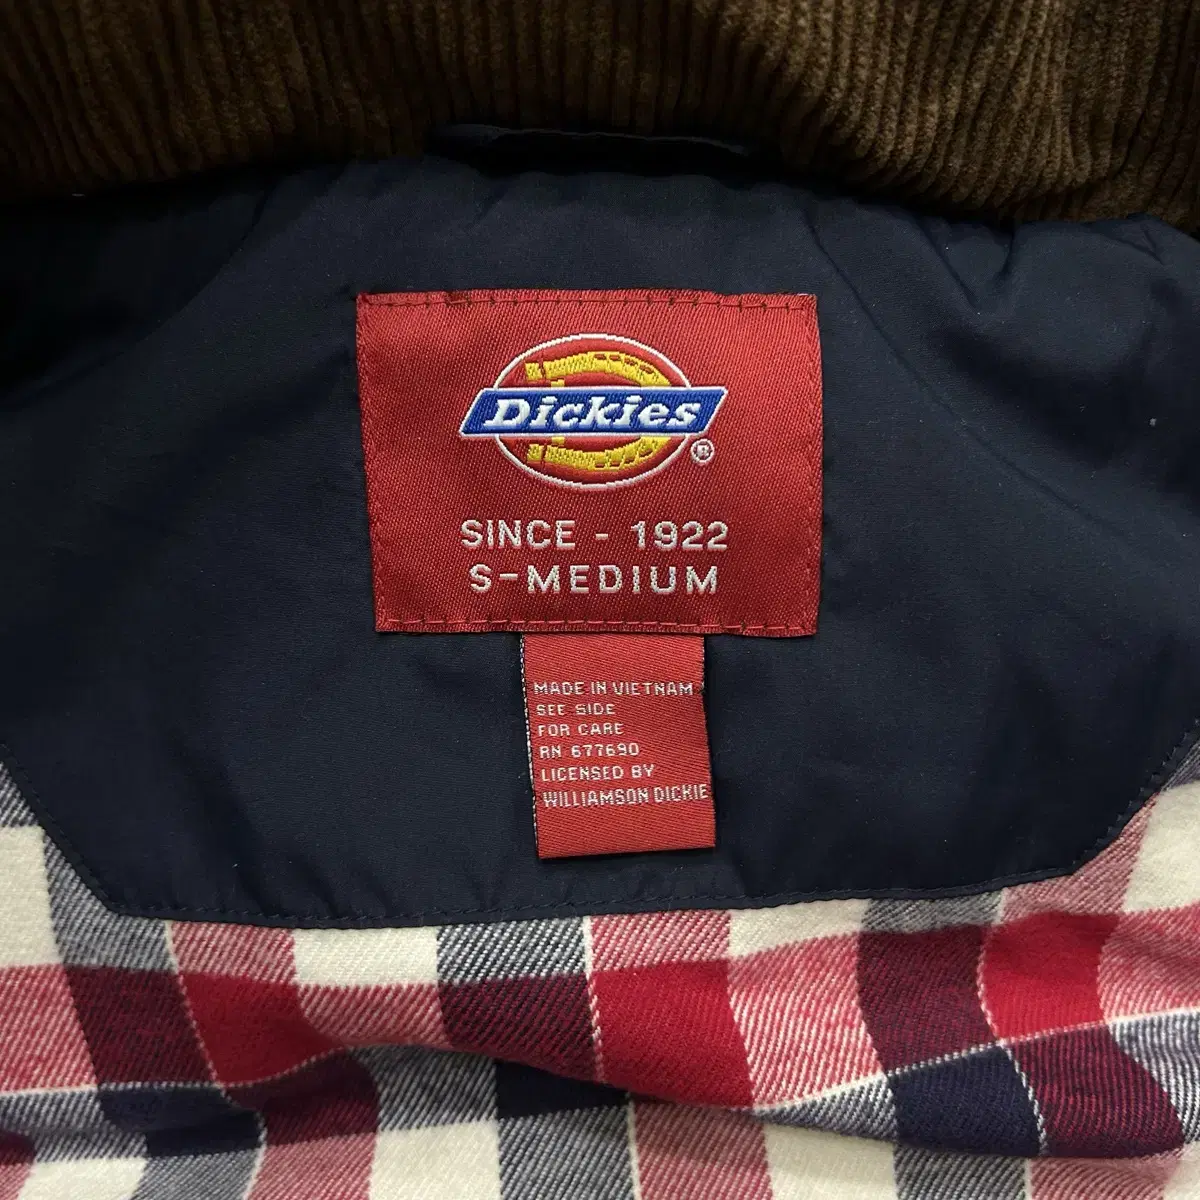 Dickies®
SINCE - 1922
S-MEDIUM
MADE IN VIETNAM
SEE SIDE
FOR CARE
RN 677690
LICENSED BY
WILLIAMSON DICKIE